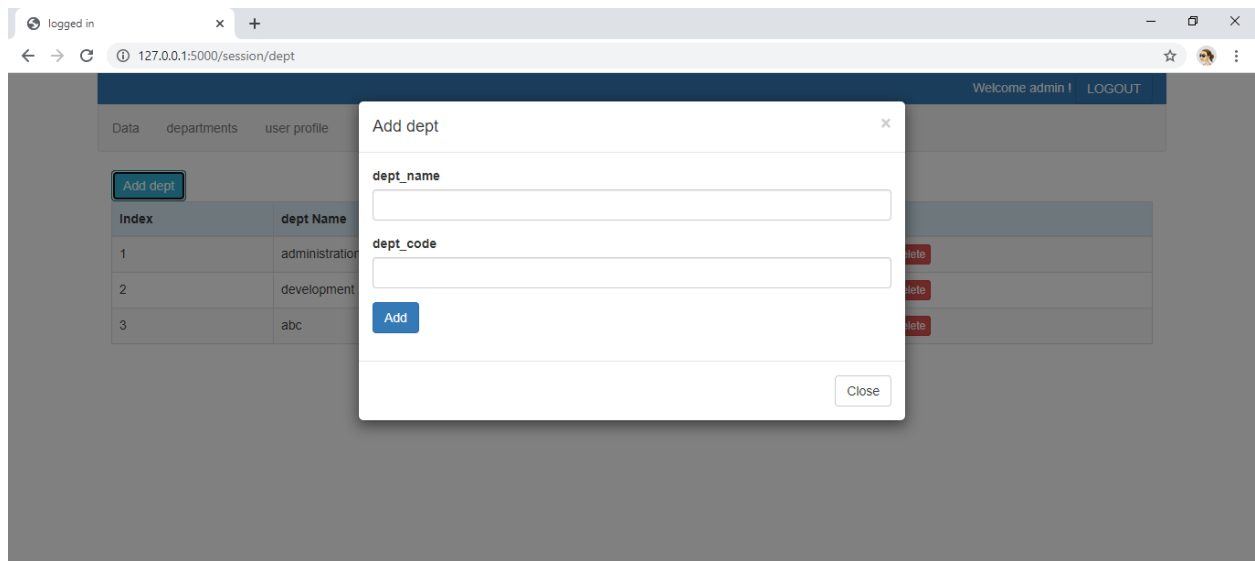 logged in
127.0.0.1:5000/session/dept
Welcome admin ! LOGOUT
Data departments user profile
Add dept
dept_name
dept_code
Add
Close
Add dept
Index dept Name
1 administration
2 development
3 abc